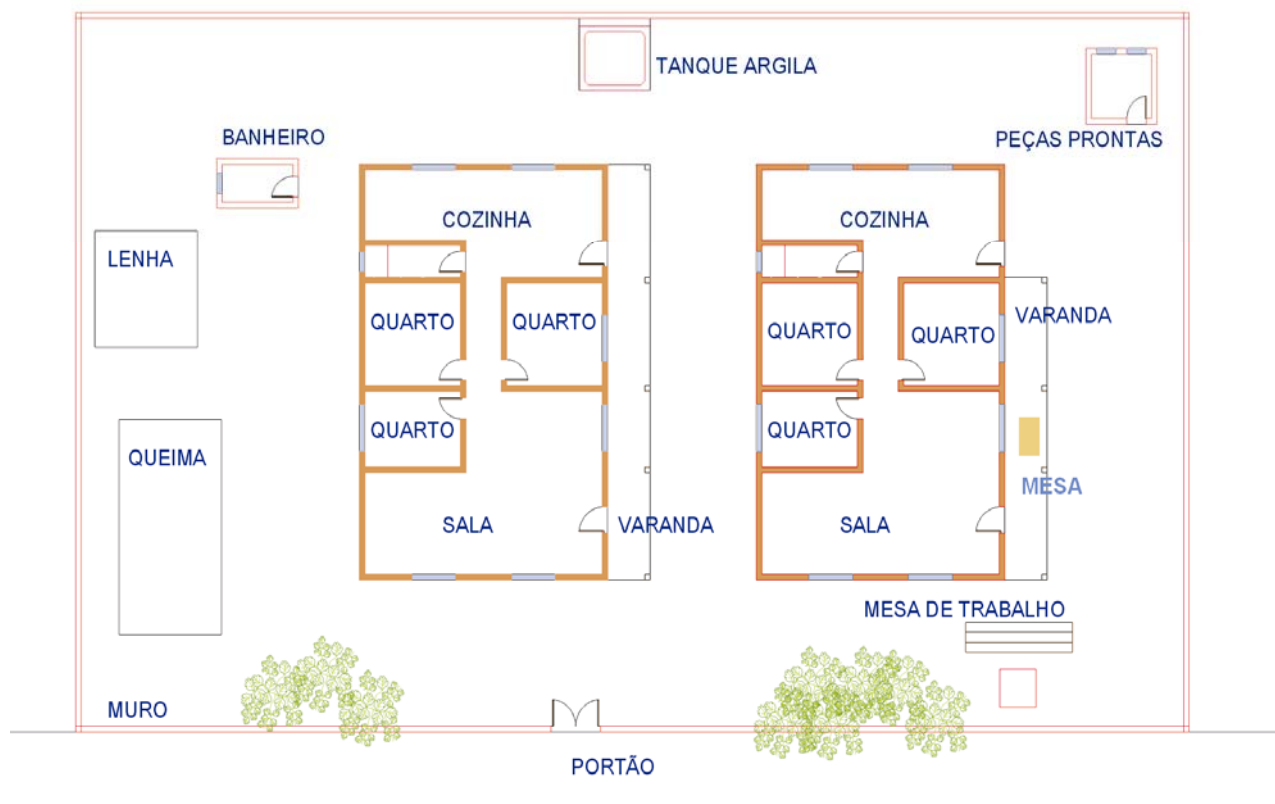 TANQUE ARGILA
BANHEIRO
PEÇAS PRONTAS
COZINHA
COZINHA
LENHA
QUARTO
QUARTO
QUARTO
QUARTO
VARANDA
QUARTO
QUARTO
QUEIMA
MESA
SALA
VARANDA
SALA
MESA DE TRABALHO
MURO
PORTÃO